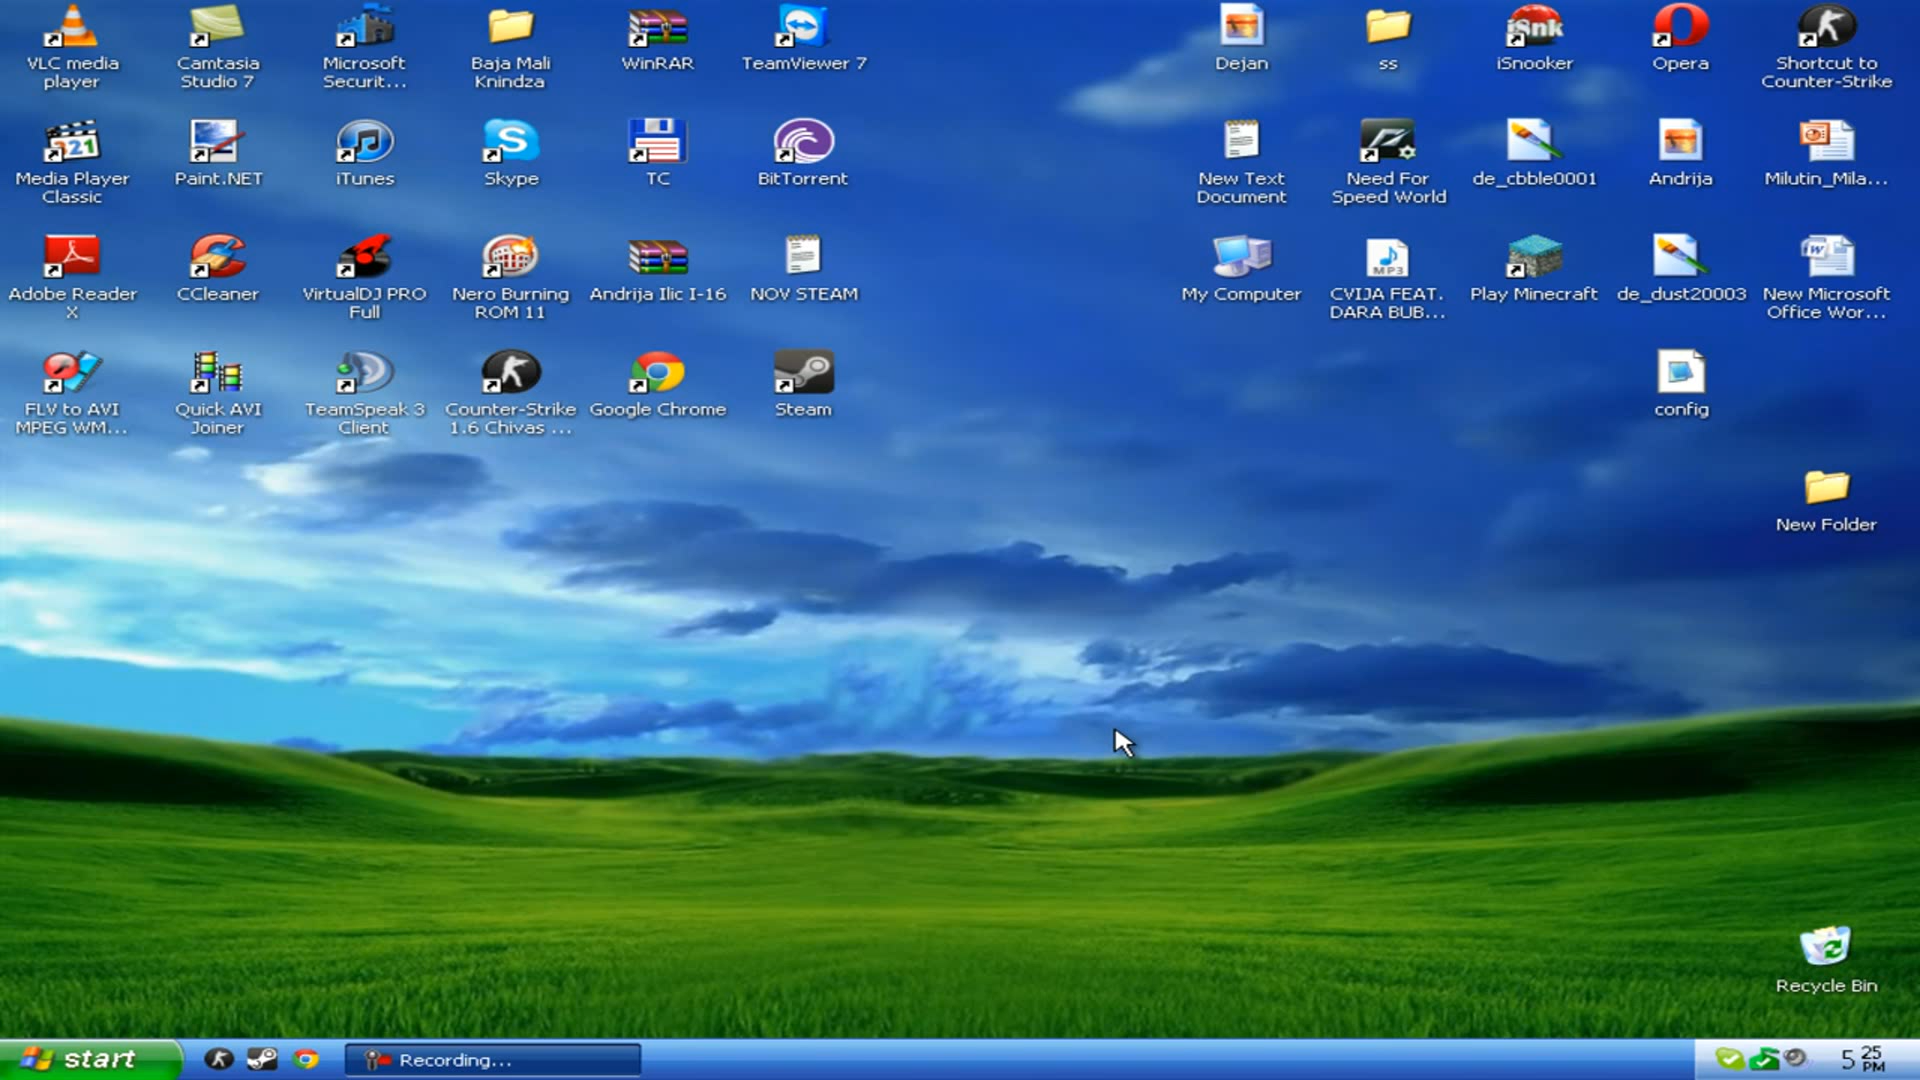 VLC media
player
Camtasia
Studio 7
Microsoft
Securit...
Baja Mali
Knindza
WinRAR
TeamViewer 7
Dejan
ss
iSnooker
Opera
Shortcut to
Counter-Strike
Media Player
Classic
Paint.NET
iTunes
Skype
TC
BitTorrent
New Text
Document
Need For
Speed World
de_cbble0001
Andrija
Milutin_Mila...
Adobe Reader
X
CCleaner
VirtualDJ PRO
Full
Nero Burning
ROM 11
Andrija Ilic I-16
NOV STEAM
My Computer
MP3
CVIJA FEAT.
DARA BUB...
Play Minecraft
de_dust20003
New Microsoft
Office Wor...
FLV to AVI
MPEG WM...
Quick AVI
Joiner
TeamSpeak 3
Client
Counter-Strike
1.6 Chivas ...
Google Chrome
Steam
config
New Folder
Recycle Bin
start
Recording...
5 25 PM